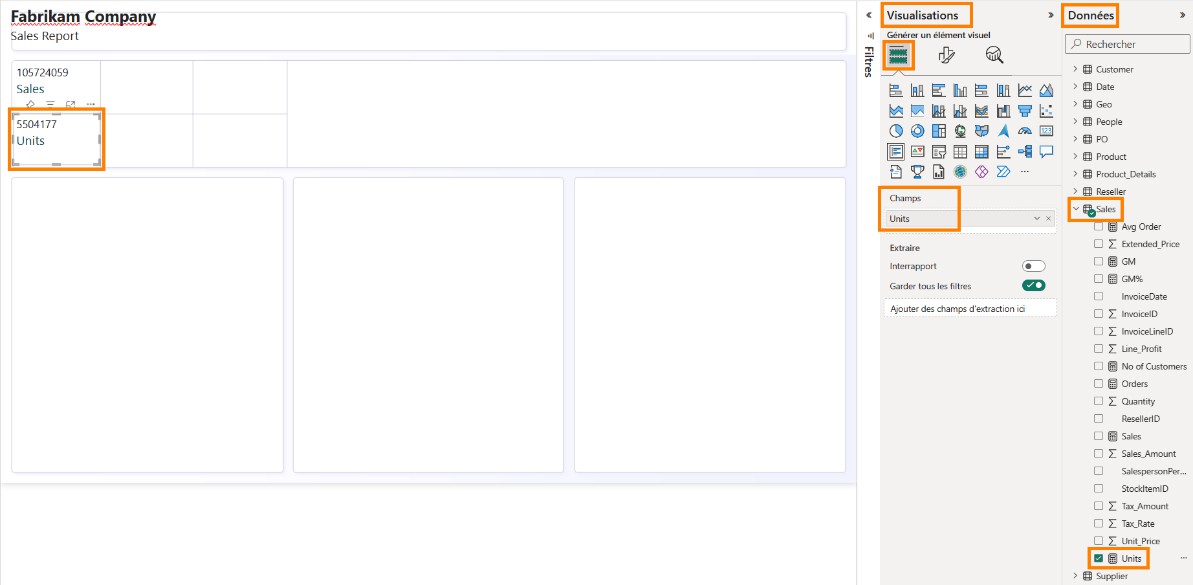 Fabrikam Company
Sales Report
105724059
Sales
5504177
Units
Filtres
Visualisations
Générer un élément visuel
Champs
Units
Extraire
Interrapport
Garder tous les filtres
Ajouter des champs d'extraction ici
Données
Rechercher
Customer
Date
Geo
People
PO
Product
Product_Details
Reseller
Sales
Avg Order
Extended_Price
GM
GM%
InvoiceDate
InvoiceID
InvoiceLineID
Line_Profit
No of Customers
Orders
Quantity
ResellerID
Sales
Sales_Amount
SalespersonPer...
StockItemID
Tax_Amount
Tax_Rate
Unit_Price
Units
Supplier